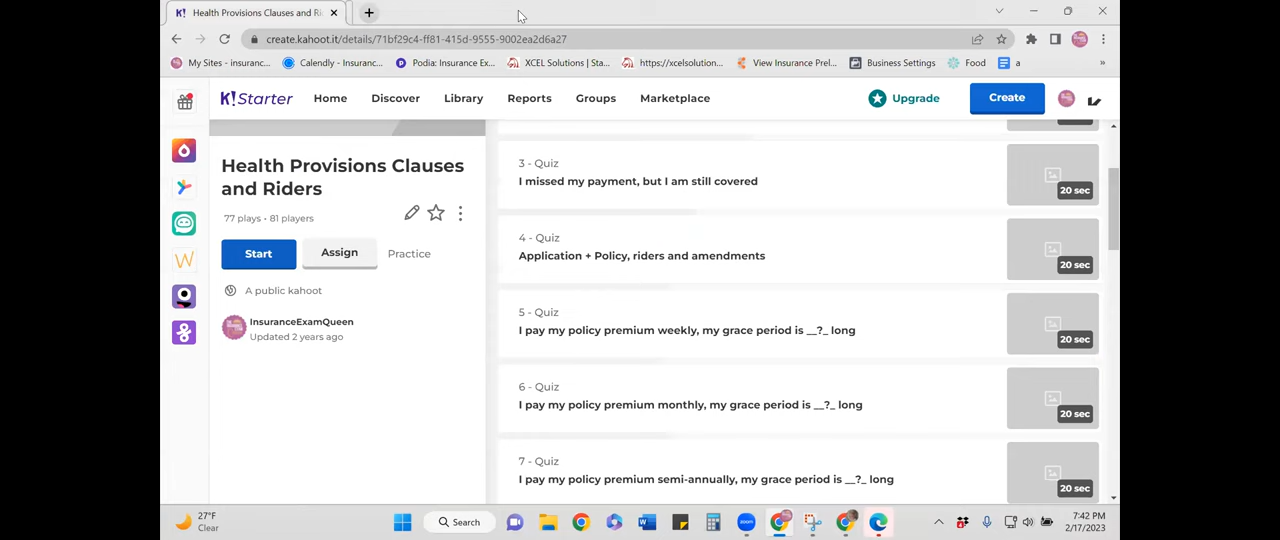 K! Health Provisions Clauses and Ri
create.kahoot.it/details/71bf29c4-ff81-415d-9555-9002ea2d6a27
My Sites - insuranc... Calendly - Insuranc... Podia: Insurance Ex... XCEL Solutions | Sta... https://xcelsolution... View Insurance Prel... Business Settings Food a »
K!Starter Home Discover Library Reports Groups Marketplace Upgrade Create
Health Provisions Clauses
and Riders
77 plays • 81 players
Start Assign Practice
A public kahoot
InsuranceExamQueen
Updated 2 years ago
3 - Quiz
I missed my payment, but I am still covered
20 sec
4 - Quiz
Application + Policy, riders and amendments
20 sec
5 - Quiz
I pay my policy premium weekly, my grace period is __?_ long
20 sec
6 - Quiz
I pay my policy premium monthly, my grace period is __?_ long
20 sec
7 - Quiz
I pay my policy premium semi-annually, my grace period is __?_ long
20 sec
27°F
Clear
Search
zoom
7:42 PM
2/17/2023